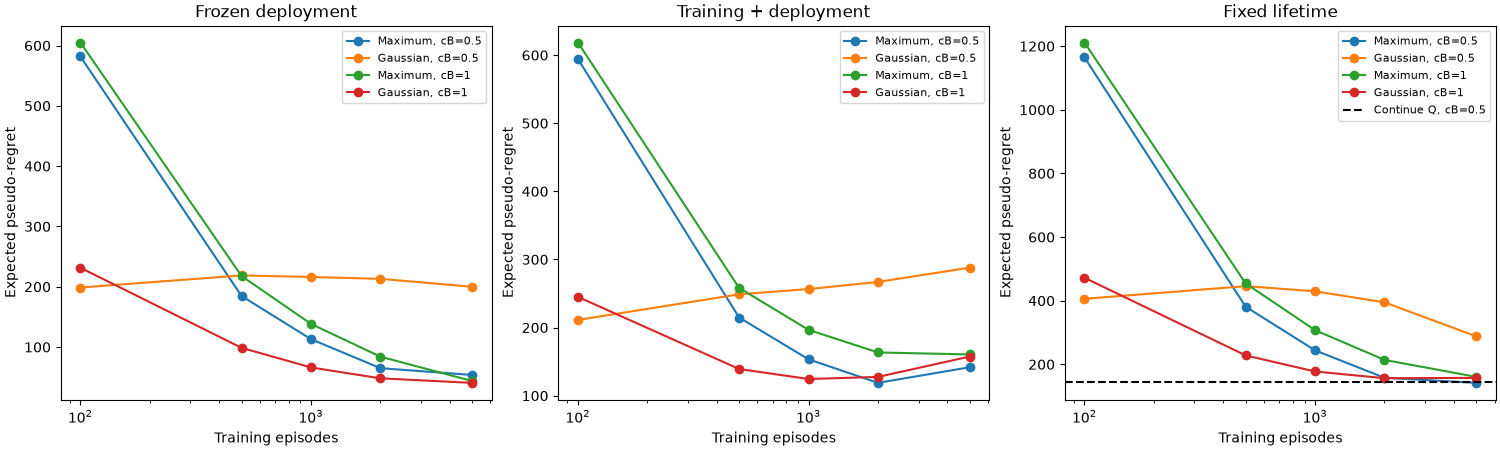 Frozen deployment
Expected pseudo-regret
600
500
400
300
200
100
Maximum, cB=0.5
Gaussian, cB=0.5
Maximum, cB=1
Gaussian, cB=1
10²
10³
Training episodes
Training + deployment
Expected pseudo-regret
600
500
400
300
200
100
Maximum, cB=0.5
Gaussian, cB=0.5
Maximum, cB=1
Gaussian, cB=1
10²
10³
Training episodes
Fixed lifetime
Expected pseudo-regret
1200
1000
800
600
400
200
Maximum, cB=0.5
Gaussian, cB=0.5
Maximum, cB=1
Gaussian, cB=1
Continue Q, cB=0.5
10²
10³
Training episodes